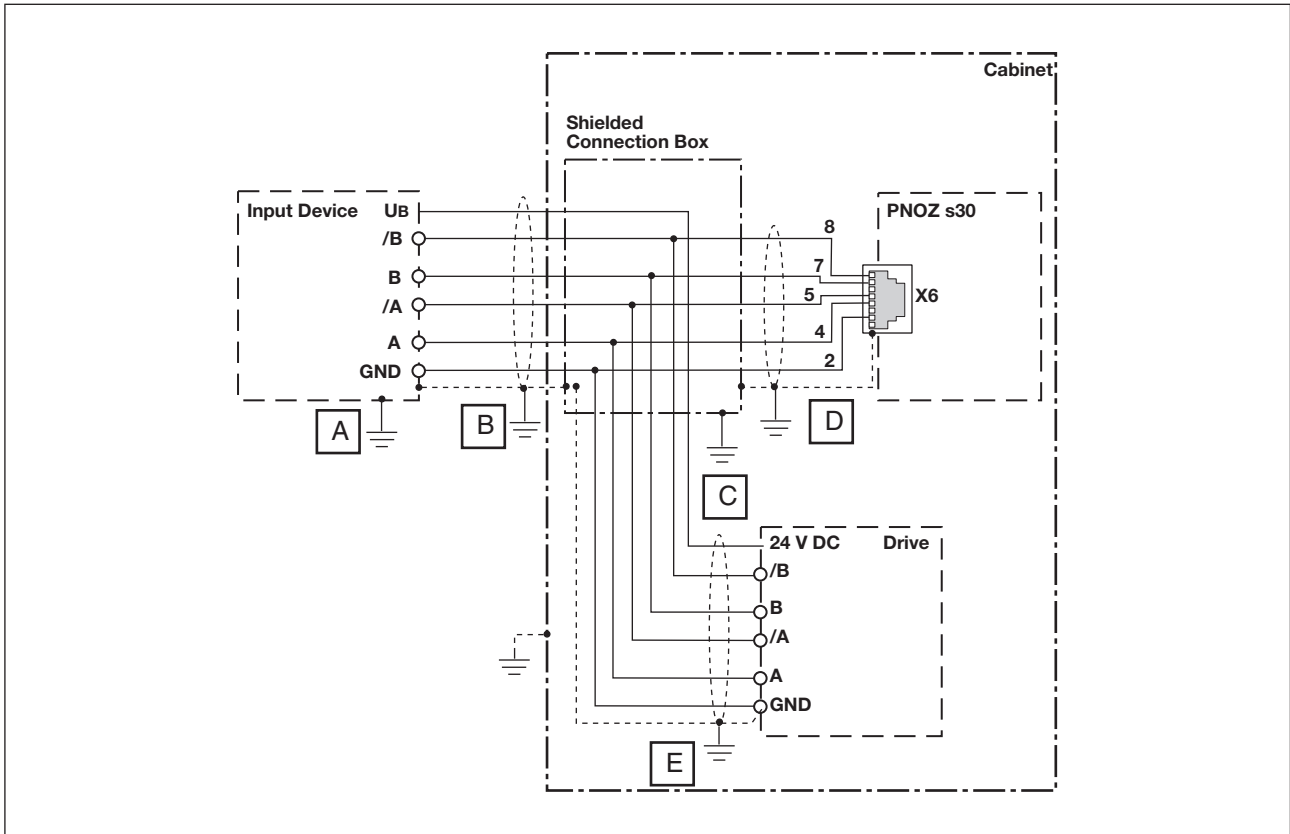 Cabinet
Shielded
Connection Box
Input Device
UB
/B
B
/A
A
GND
PNOZ s30
8
7
5
4
2
X6
A
B
C
D
24 V DC
Drive
/B
B
/A
A
GND
E